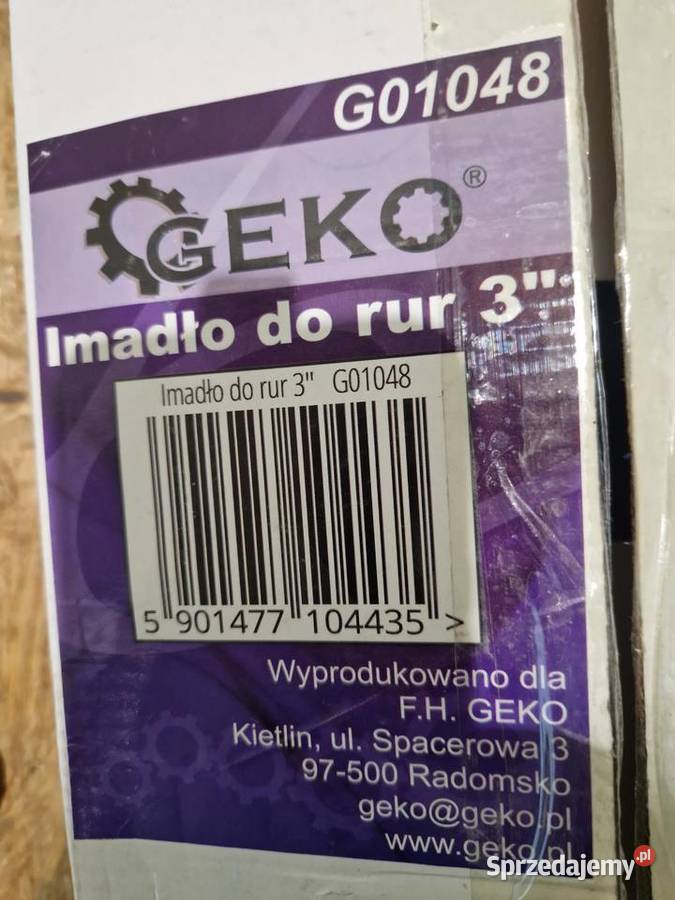 G01048
GEKO®
Imadło do rur 3"
Imadło do rur 3" G01048
5 901477 104435 >
Wyprodukowano dla
F.H. GEKO
Kietlin, ul. Spacerowa 3
97-500 Radomsko
geko@geko.pl
www.geko.pl
Sprzedajemy.pl